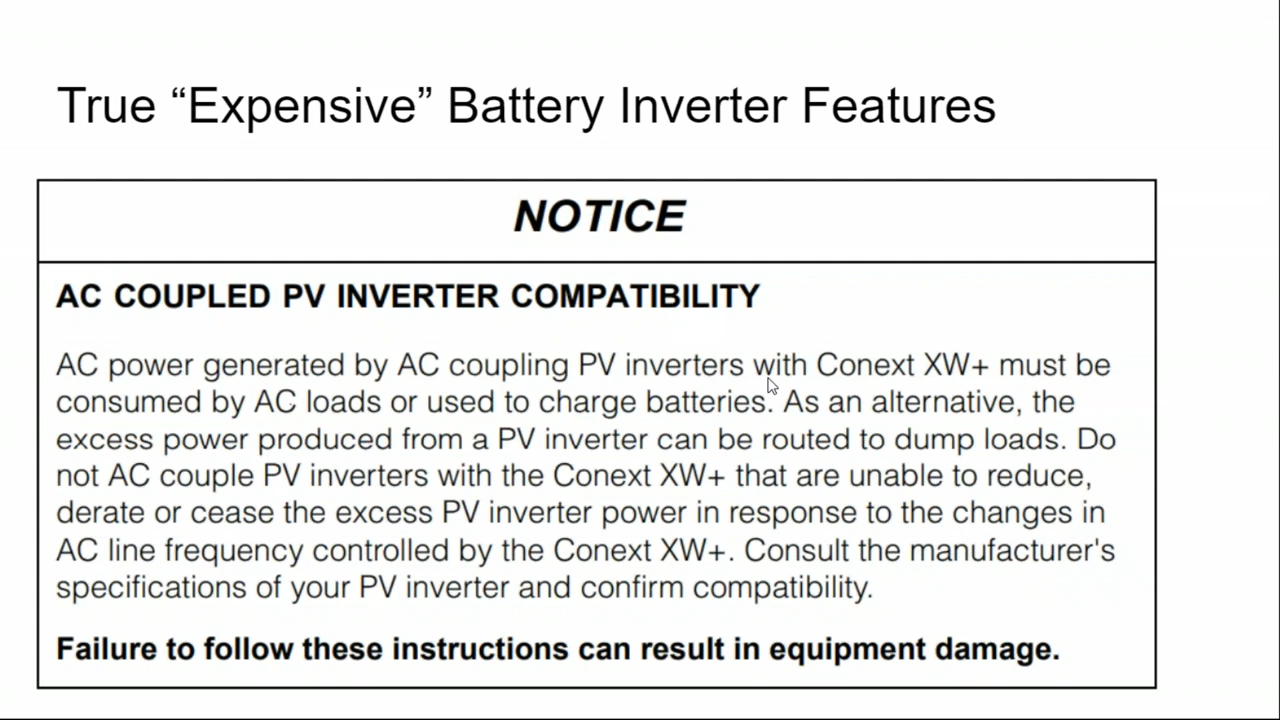 True “Expensive” Battery Inverter Features
NOTICE
AC COUPLED PV INVERTER COMPATIBILITY
AC power generated by AC coupling PV inverters with Conext XW+ must be
consumed by AC loads or used to charge batteries. As an alternative, the
excess power produced from a PV inverter can be routed to dump loads. Do
not AC couple PV inverters with the Conext XW+ that are unable to reduce,
derate or cease the excess PV inverter power in response to the changes in
AC line frequency controlled by the Conext XW+. Consult the manufacturer's
specifications of your PV inverter and confirm compatibility.
Failure to follow these instructions can result in equipment damage.